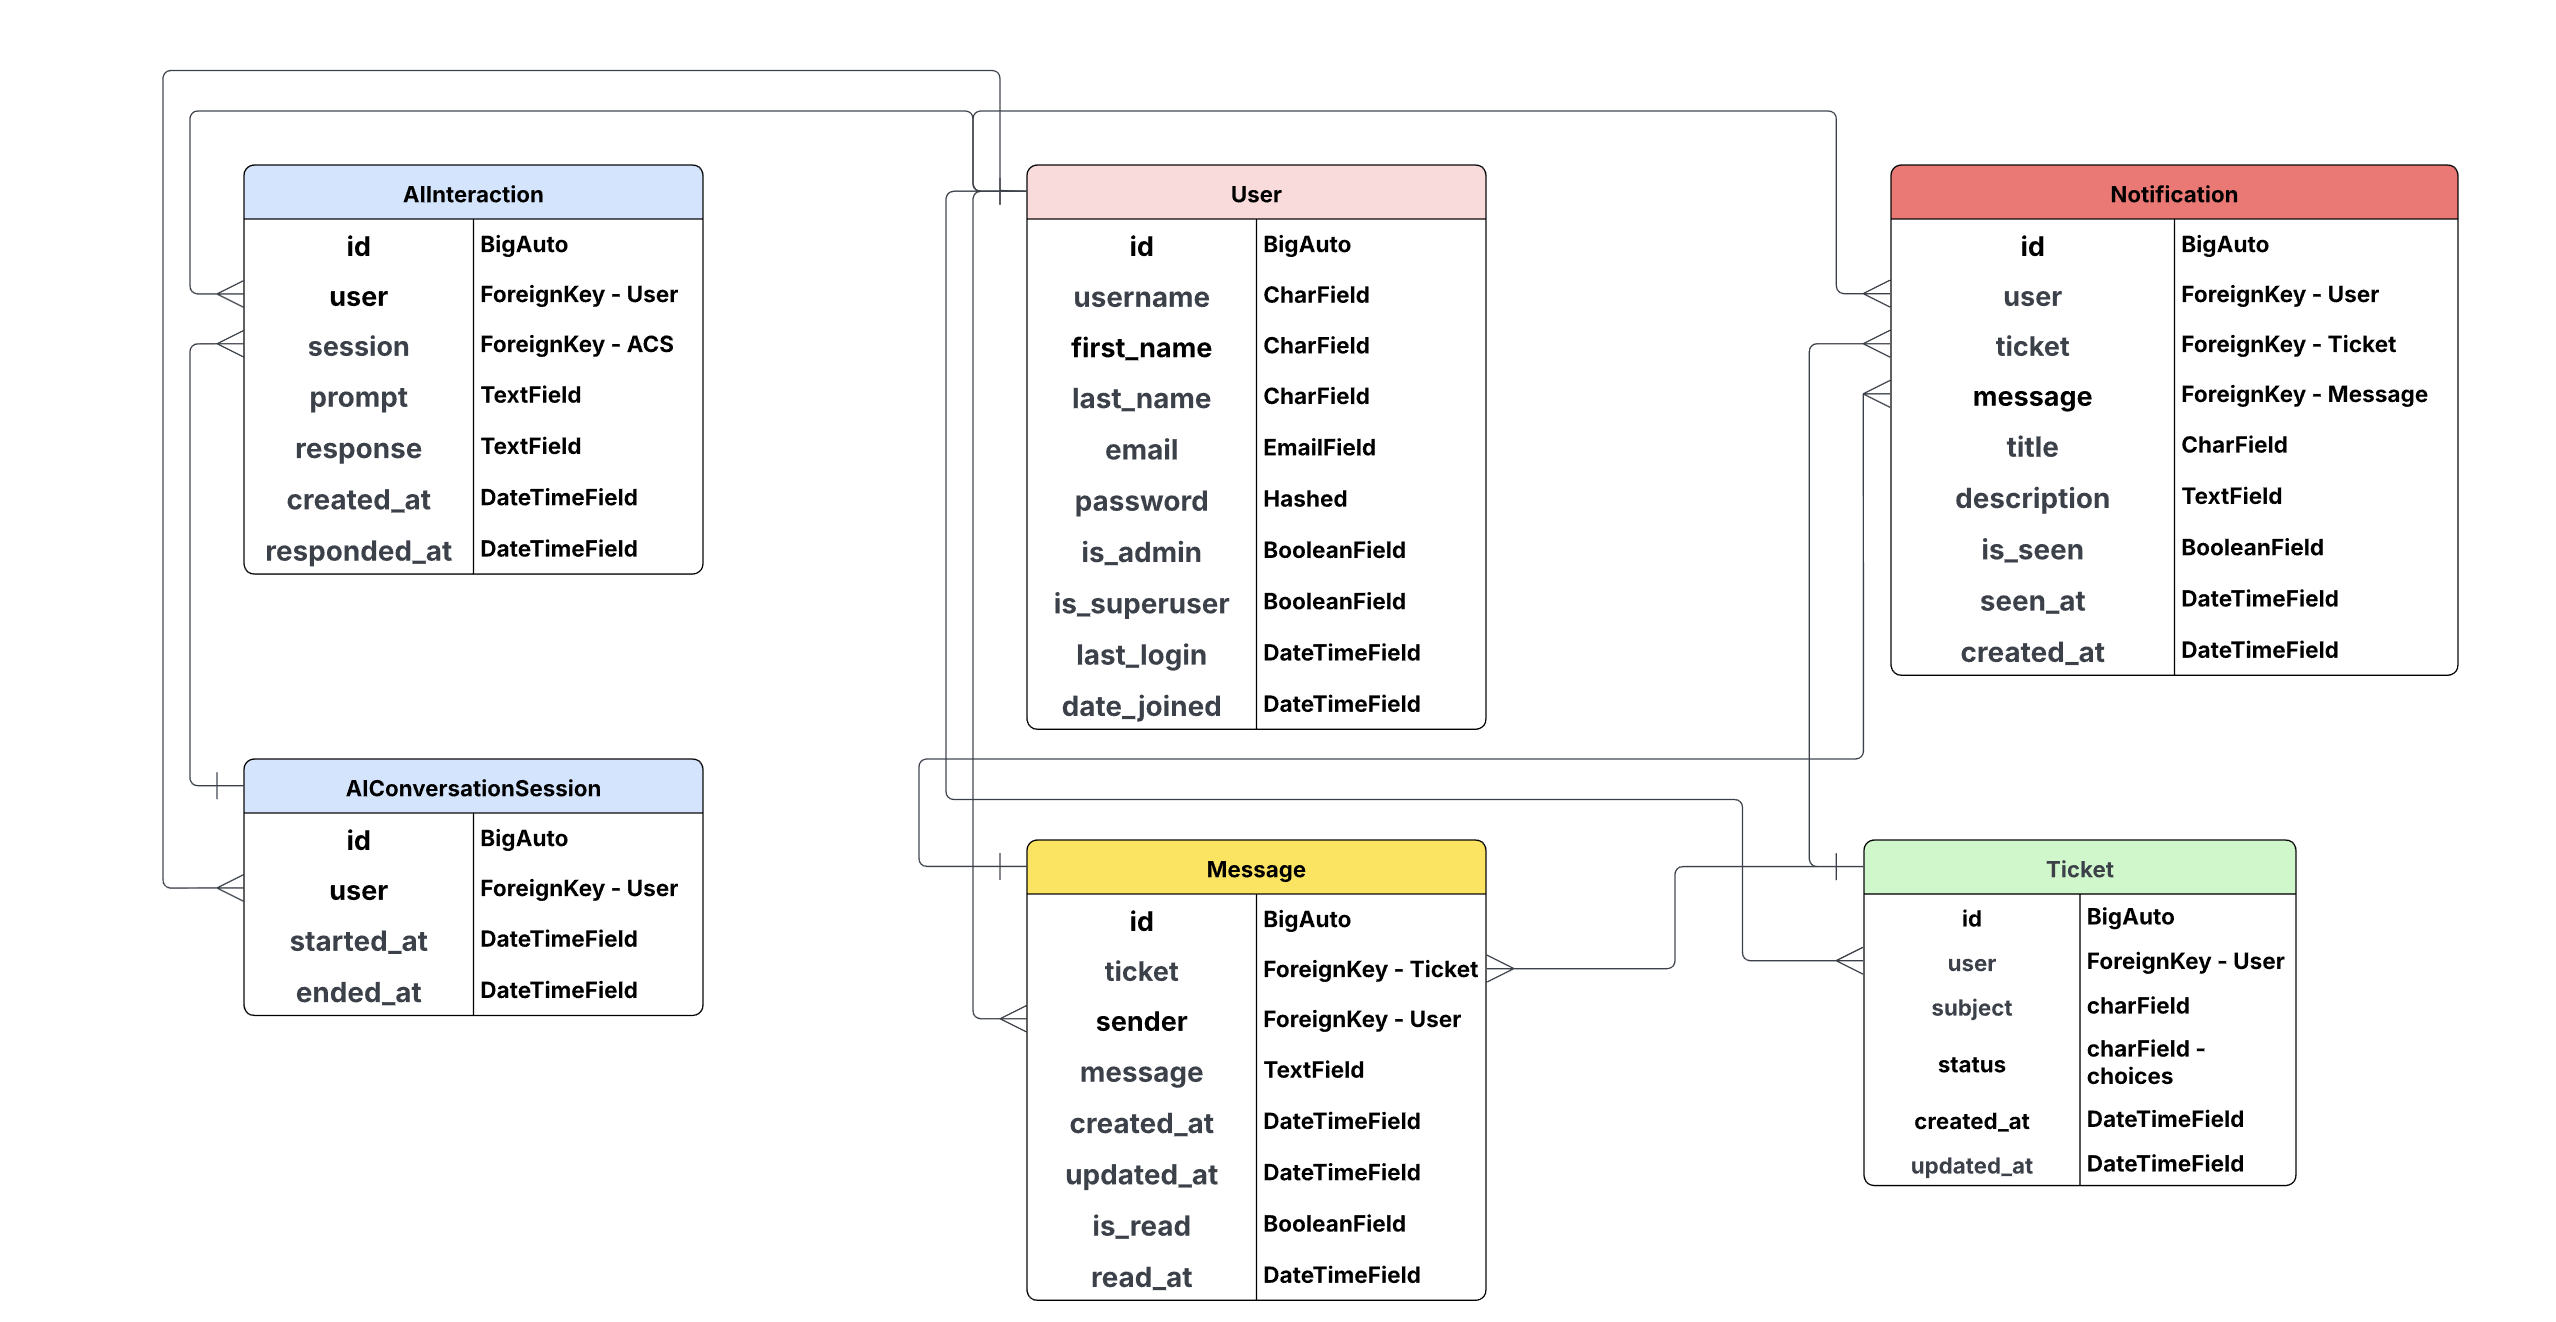 AIInteraction
id BigAuto
user ForeignKey - User
session ForeignKey - ACS
prompt TextField
response TextField
created_at DateTimeField
responded_at DateTimeField
User
id BigAuto
username CharField
first_name CharField
last_name CharField
email EmailField
password Hashed
is_admin BooleanField
is_superuser BooleanField
last_login DateTimeField
date_joined DateTimeField
Notification
id BigAuto
user ForeignKey - User
ticket ForeignKey - Ticket
message ForeignKey - Message
title CharField
description TextField
is_seen BooleanField
seen_at DateTimeField
created_at DateTimeField
AIConversationSession
id BigAuto
user ForeignKey - User
started_at DateTimeField
ended_at DateTimeField
Message
id BigAuto
ticket ForeignKey - Ticket
sender ForeignKey - User
message TextField
created_at DateTimeField
updated_at DateTimeField
is_read BooleanField
read_at DateTimeField
Ticket
id BigAuto
user ForeignKey - User
subject charField
status charField -
choices
created_at DateTimeField
updated_at DateTimeField